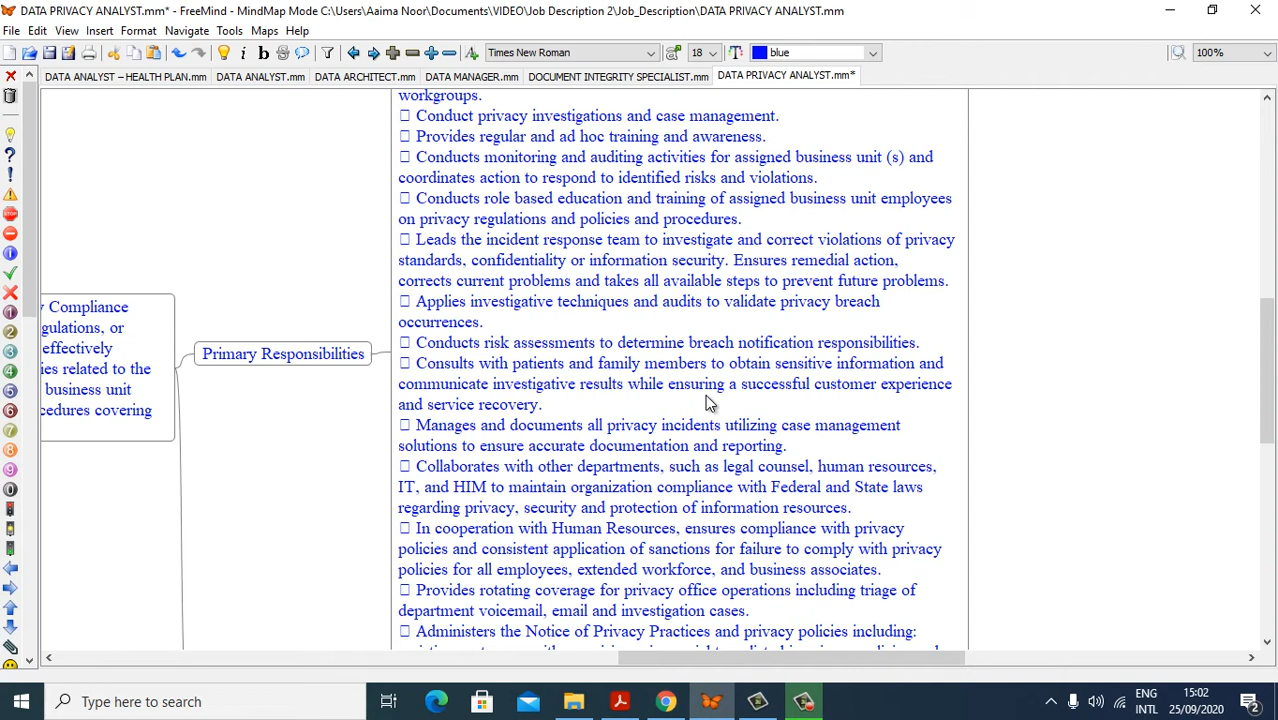 DATA PRIVACY ANALYST.mm* - FreeMind - MindMap Mode C:\Users\Aaima Noor\Documents\VIDEO\Job Description 2\Job_Description\DATA PRIVACY ANALYST.mm
File Edit View Insert Format Navigate Tools Maps Help
Times New Roman 18 blue 100%
DATA ANALYST – HEALTH PLAN.mm DATA ANALYST.mm DATA ARCHITECT.mm DATA MANAGER.mm DOCUMENT INTEGRITY SPECIALIST.mm DATA PRIVACY ANALYST.mm*
workgroups.
Conduct privacy investigations and case management.
Provides regular and ad hoc training and awareness.
Conducts monitoring and auditing activities for assigned business unit (s) and
coordinates action to respond to identified risks and violations.
Conducts role based education and training of assigned business unit employees
on privacy regulations and policies and procedures.
Leads the incident response team to investigate and correct violations of privacy
standards, confidentiality or information security. Ensures remedial action,
corrects current problems and takes all available steps to prevent future problems.
Applies investigative techniques and audits to validate privacy breach
occurrences.
Conducts risk assessments to determine breach notification responsibilities.
Consults with patients and family members to obtain sensitive information and
communicate investigative results while ensuring a successful customer experience
and service recovery.
Manages and documents all privacy incidents utilizing case management
solutions to ensure accurate documentation and reporting.
Collaborates with other departments, such as legal counsel, human resources,
IT, and HIM to maintain organization compliance with Federal and State laws
regarding privacy, security and protection of information resources.
In cooperation with Human Resources, ensures compliance with privacy
policies and consistent application of sanctions for failure to comply with privacy
policies for all employees, extended workforce, and business associates.
Provides rotating coverage for privacy office operations including triage of
department voicemail, email and investigation cases.
Administers the Notice of Privacy Practices and privacy policies including:
Primary Responsibilities
y Compliance
gulations, or
effectively
ies related to the
business unit
cedures covering
Type here to search
ENG
INTL
15:02
25/09/2020
2